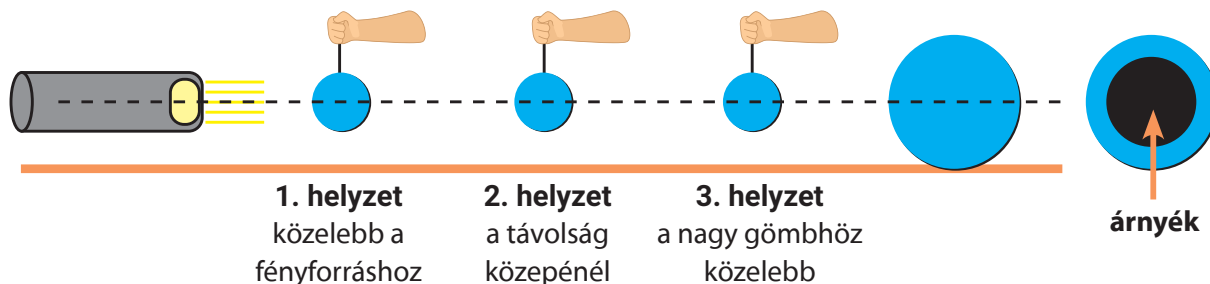 1. helyzet
közelebb a
fényforráshoz
2. helyzet
a távolság
közepénél
3. helyzet
a nagy gömbhöz
közelebb
árnyék